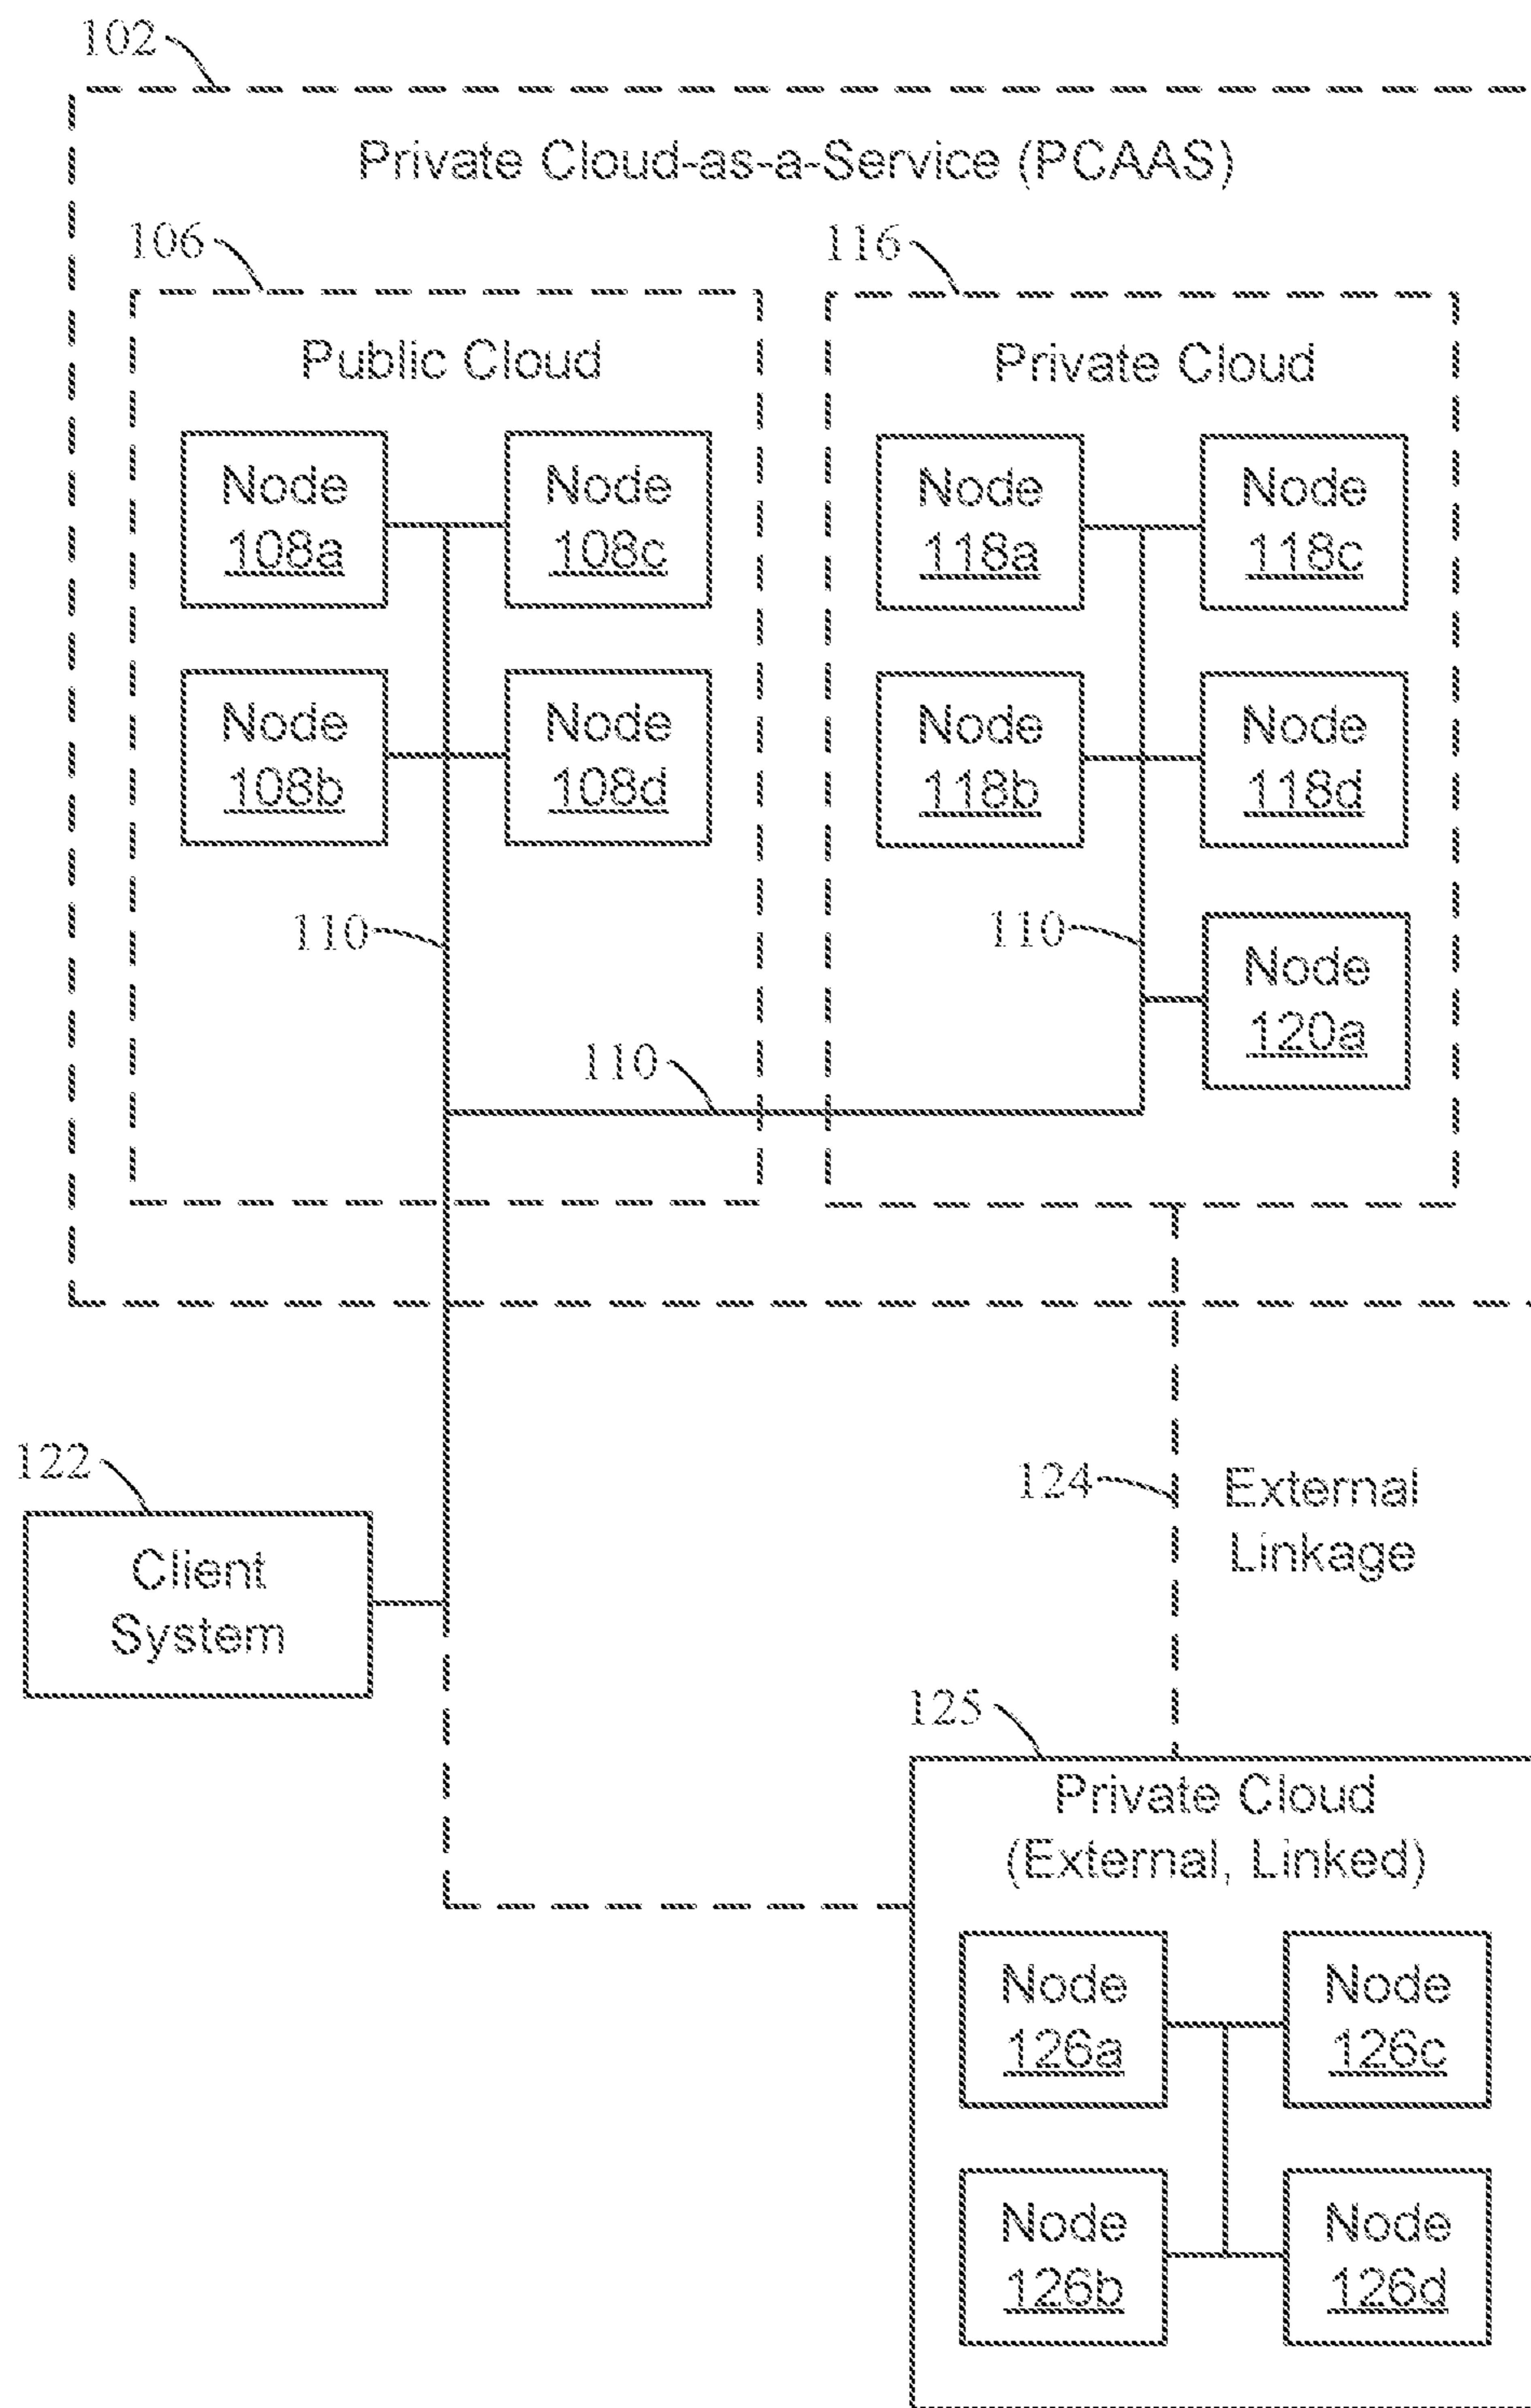 102
Private Cloud-as-a-Service (PCAAS)
106
116
Public Cloud
Private Cloud
Node
108a
Node
108c
Node
118a
Node
118c
Node
108b
Node
108d
Node
118b
Node
118d
110
110
Node
120a
110
122
Client
System
124
External
Linkage
125
Private Cloud
(External, Linked)
Node
126a
Node
126c
Node
126b
Node
126d